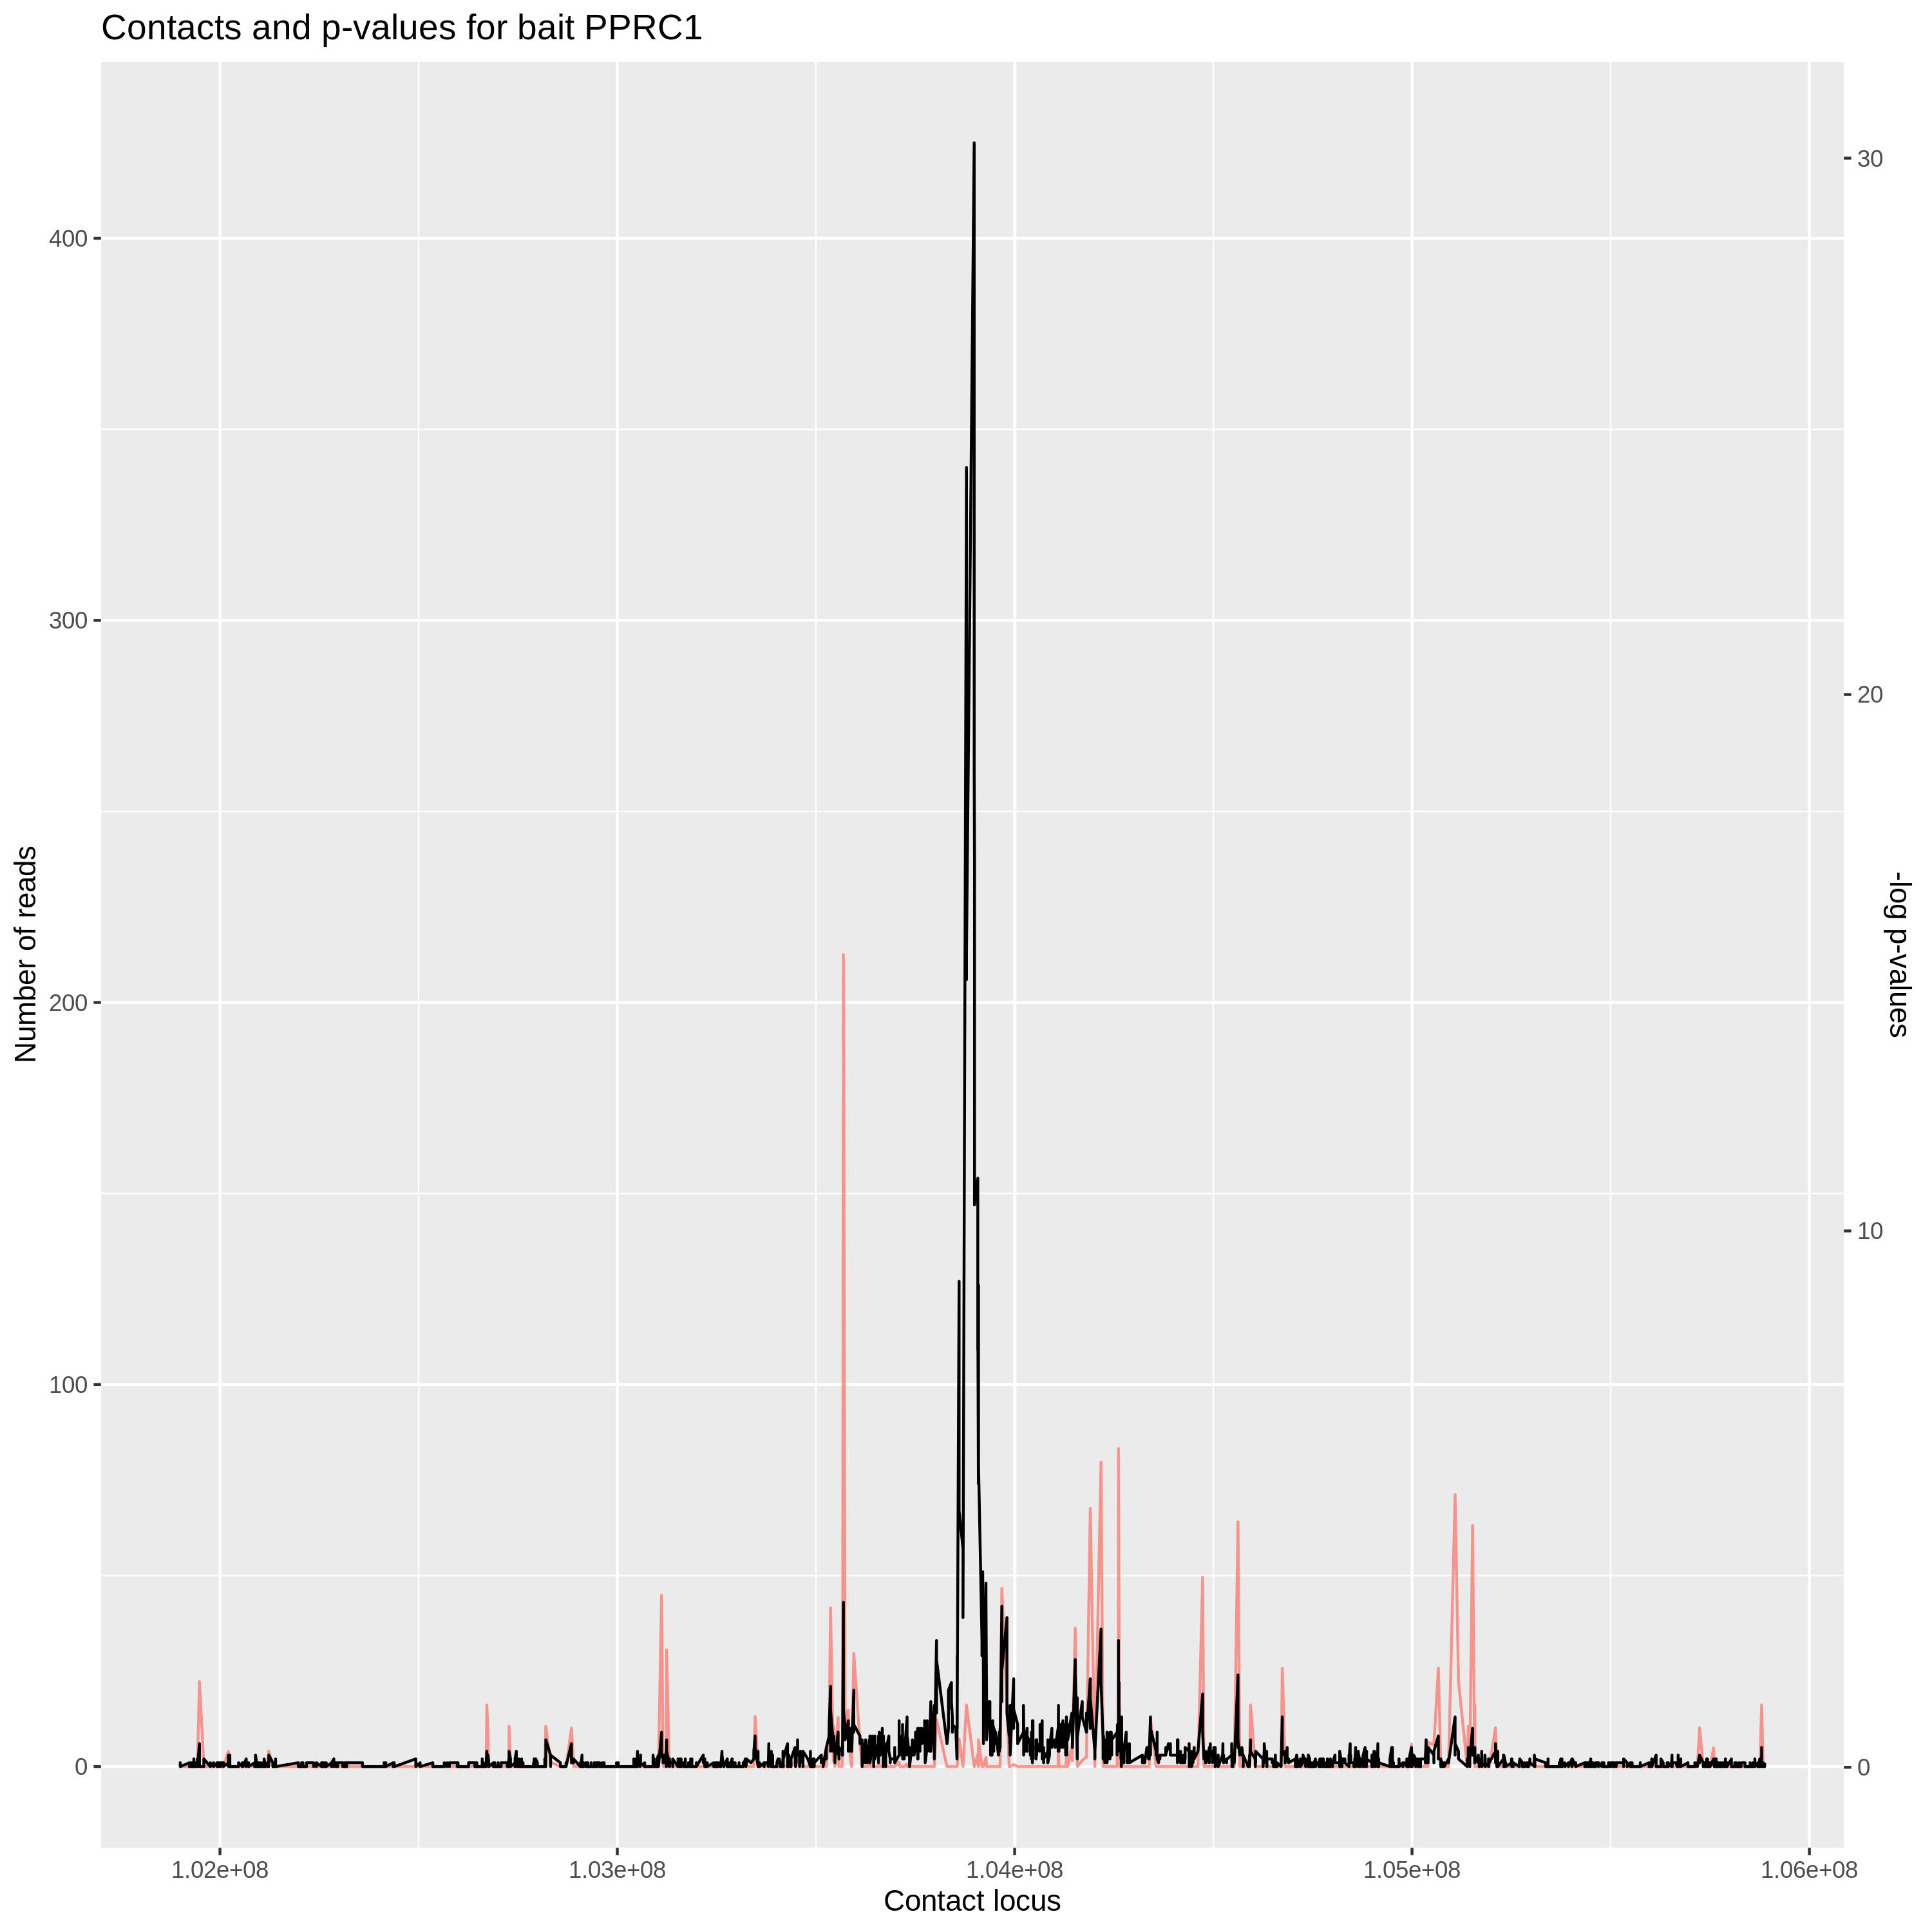 Contacts and p-values for bait PPRC1
400
300
200
100
0
Number of reads
30
20
10
0
-log p-values
1.02e+08 1.03e+08 1.04e+08 1.05e+08 1.06e+08
Contact locus